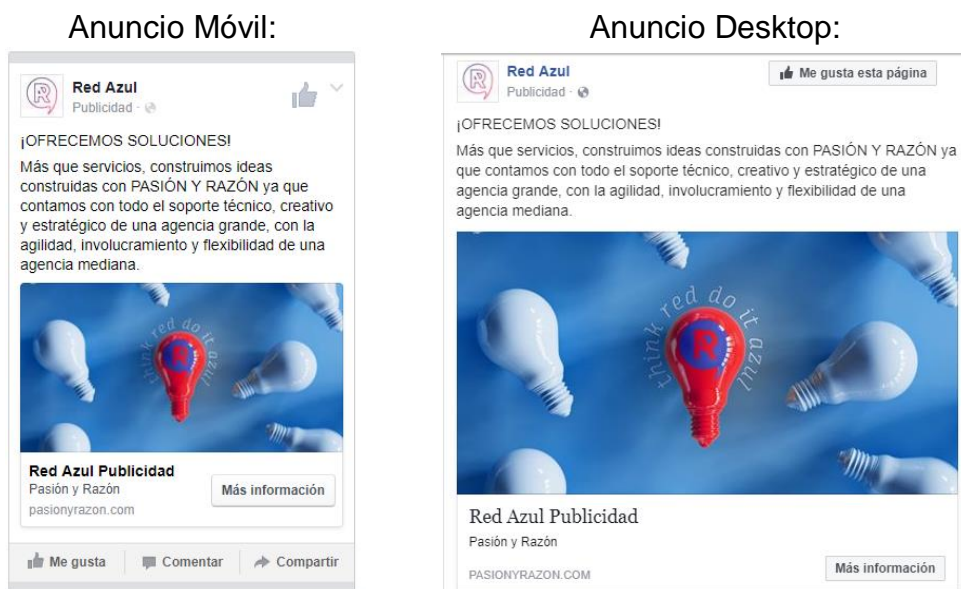 Anuncio Móvil:
Red Azul
Publicidad
¡OFRECEMOS SOLUCIONES!
Más que servicios, construimos ideas
construidas con PASIÓN Y RAZÓN ya que
contamos con todo el soporte técnico, creativo
y estratégico de una agencia grande, con la
agilidad, involucramiento y flexibilidad de una
agencia mediana.
think red do it azul
R
Red Azul Publicidad
Pasión y Razón
pasionyrazon.com
Más información
Me gusta
Comentar
Compartir
Anuncio Desktop:
Red Azul
Publicidad
Me gusta esta página
¡OFRECEMOS SOLUCIONES!
Más que servicios, construimos ideas construidas con PASIÓN Y RAZÓN ya
que contamos con todo el soporte técnico, creativo y estratégico de una
agencia grande, con la agilidad, involucramiento y flexibilidad de una
agencia mediana.
think red do it azul
R
Red Azul Publicidad
Pasión y Razón
PASIONYRAZON.COM
Más información